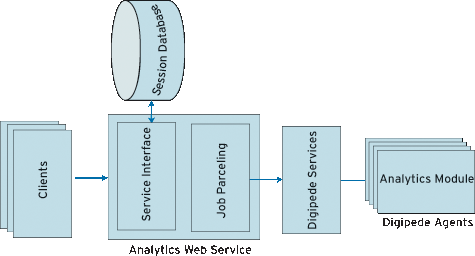 Session Database
Clients
Service Interface
Job Parceling
Analytics Web Service
Digipede Services
Analytics Module
Digipede Agents